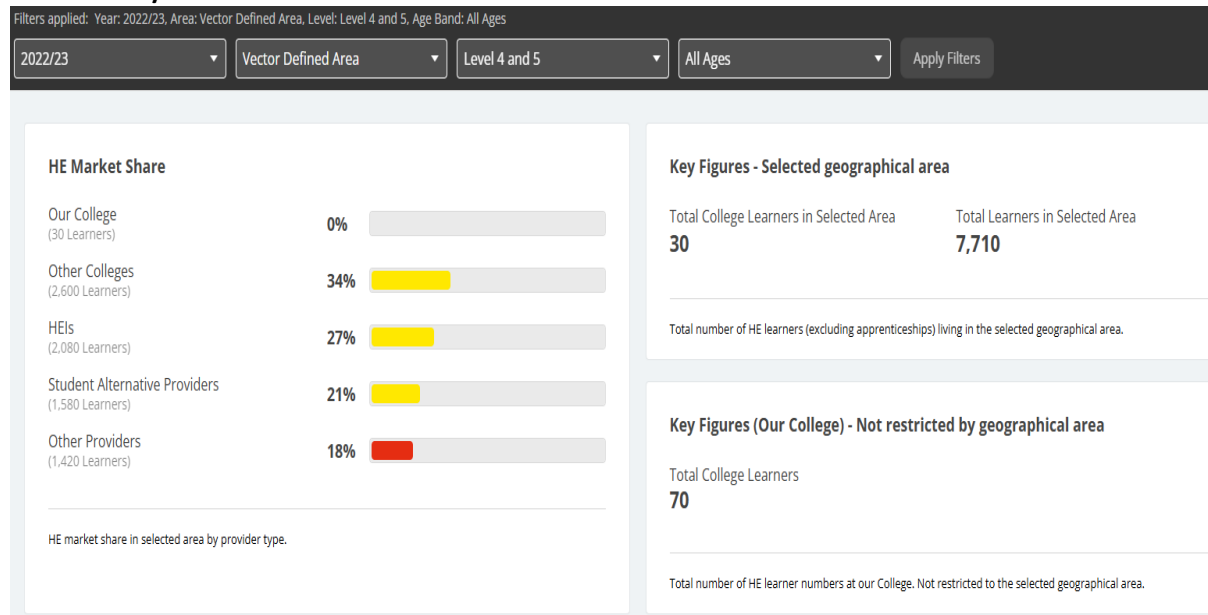 Filters applied: Year: 2022/23, Area: Vector Defined Area, Level: Level 4 and 5, Age Band: All Ages
2022/23
Vector Defined Area
Level 4 and 5
All Ages
Apply Filters
HE Market Share
Our College
(30 Learners)
0%
Other Colleges
(2,600 Learners)
34%
HEIs
(2,080 Learners)
27%
Student Alternative Providers
(1,580 Learners)
21%
Other Providers
(1,420 Learners)
18%
HE market share in selected area by provider type.
Key Figures - Selected geographical area
Total College Learners in Selected Area
30
Total Learners in Selected Area
7,710
Total number of HE learners (excluding apprenticeships) living in the selected geographical area.
Key Figures (Our College) - Not restricted by geographical area
Total College Learners
70
Total number of HE learner numbers at our College. Not restricted to the selected geographical area.